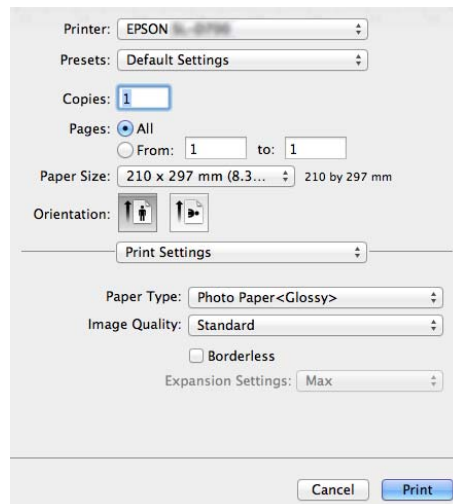 Printer: EPSON
Presets: Default Settings
Copies: 1
Pages: All
From: 1 to: 1
Paper Size: 210 x 297 mm (8.3... 210 by 297 mm
Orientation:
Print Settings
Paper Type: Photo Paper<Glossy>
Image Quality: Standard
Borderless
Expansion Settings: Max
Cancel Print